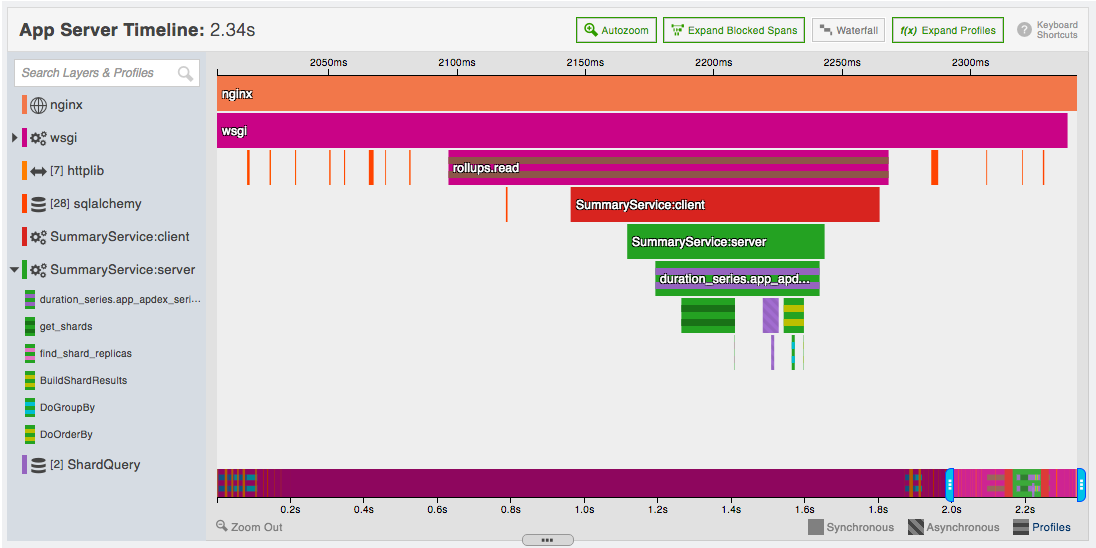 App Server Timeline: 2.34s
Autozoom
Expand Blocked Spans
Waterfall
f(x) Expand Profiles
? Keyboard Shortcuts
Search Layers & Profiles
2050ms 2100ms 2150ms 2200ms 2250ms 2300ms
nginx
wsgi
[7] httplib
[28] sqlalchemy
SummaryService:client
SummaryService:server
duration_series.app_apdex_seri...
get_shards
find_shard_replicas
BuildShardResults
DoGroupBy
DoOrderBy
[2] ShardQuery
nginx
wsgi
rollups.read
SummaryService:client
SummaryService:server
duration_series.app_apd...
0.2s 0.4s 0.6s 0.8s 1.0s 1.2s 1.4s 1.6s 1.8s 2.0s 2.2s
Zoom Out
Synchronous
Asynchronous
Profiles